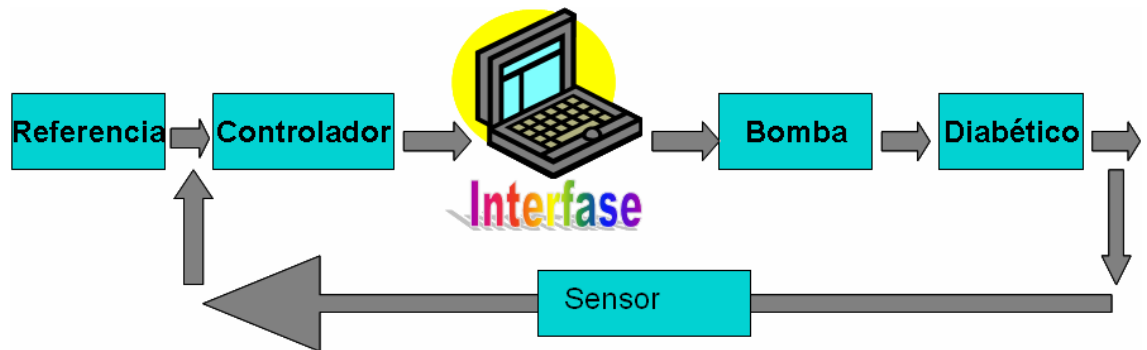 Referencia
Controlador
Interfase
Bomba
Diabético
Sensor